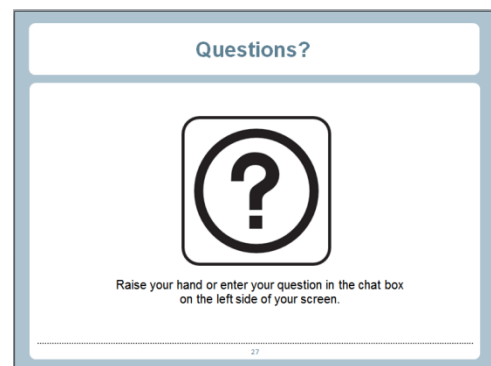 Questions?
?
Raise your hand or enter your question in the chat box
on the left side of your screen.
27